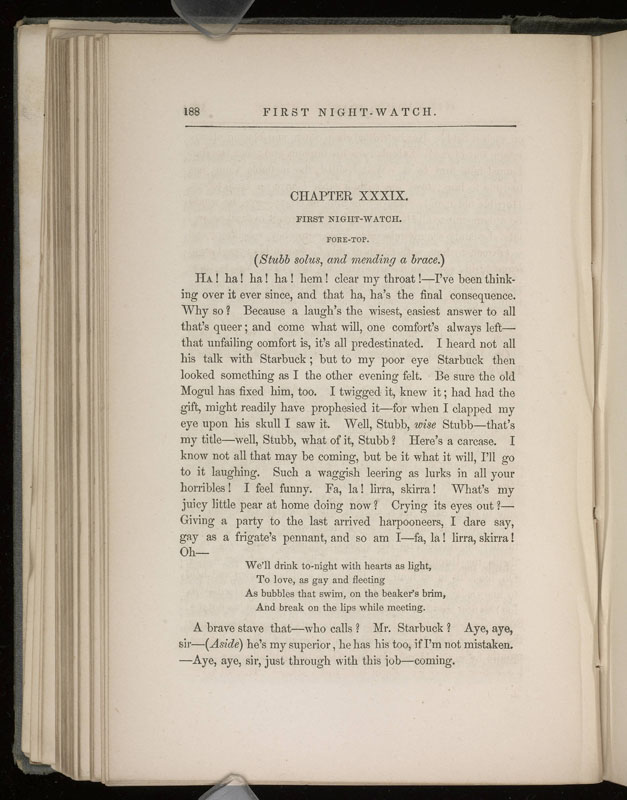 188 FIRST NIGHT-WATCH.
CHAPTER XXXIX.
FIRST NIGHT-WATCH.
FORE-TOP.
(Stubb solus, and mending a brace.)
HA! ha! ha! ha! hem! clear my throat!—I've been think-
ing over it ever since, and that ha, ha's the final consequence.
Why so? Because a laugh's the wisest, easiest answer to all
that's queer; and come what will, one comfort's always left—
that unfailing comfort is, it's all predestinated. I heard not all
his talk with Starbuck; but to my poor eye Starbuck then
looked something as I the other evening felt. Be sure the old
Mogul has fixed him, too. I twigged it, knew it; had had the
gift, might readily have prophesied it—for when I clapped my
eye upon his skull I saw it. Well, Stubb, wise Stubb—that's
my title—well, Stubb, what of it, Stubb? Here's a carcase. I
know not all that may be coming, but be it what it will, I'll go
to it laughing. Such a waggish leering as lurks in all your
horribles! I feel funny. Fa, la! lirra, skirra! What's my
juicy little pear at home doing now? Crying its eyes out?—
Giving a party to the last arrived harpooneers, I dare say,
gay as a frigate's pennant, and so am I—fa, la! lirra, skirra!
Oh—
We'll drink to-night with hearts as light,
To love, as gay and fleeting
As bubbles that swim, on the beaker's brim,
And break on the lips while meeting.
A brave stave that—who calls? Mr. Starbuck? Aye, aye,
sir—(Aside) he's my superior, he has his too, if I'm not mistaken.
—Aye, aye, sir, just through with this job—coming.